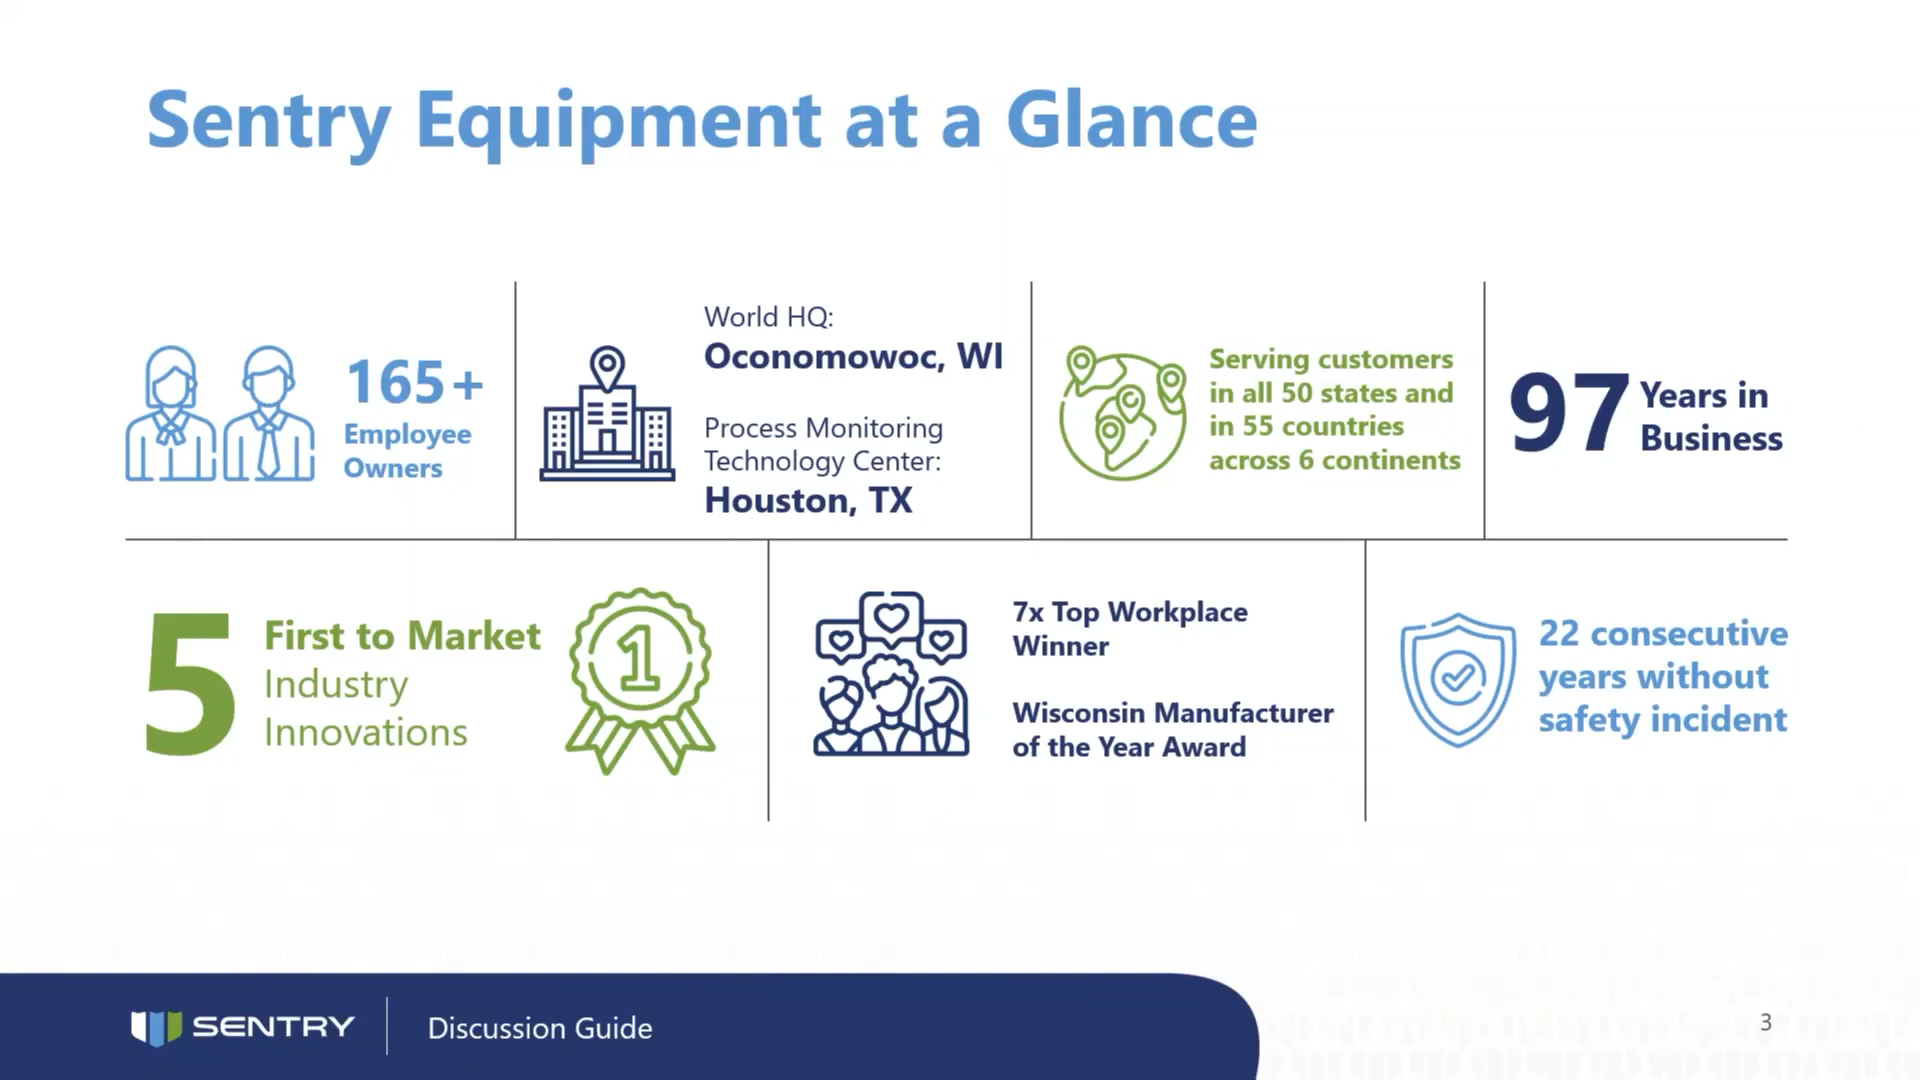 Sentry Equipment at a Glance
165+
Employee
Owners
World HQ:
Oconomowoc, WI
Process Monitoring
Technology Center:
Houston, TX
Serving customers
in all 50 states and
in 55 countries
across 6 continents
97
Years in
Business
5
First to Market
Industry
Innovations
1
7x Top Workplace
Winner
Wisconsin Manufacturer
of the Year Award
22 consecutive
years without
safety incident
SENTRY
Discussion Guide
3